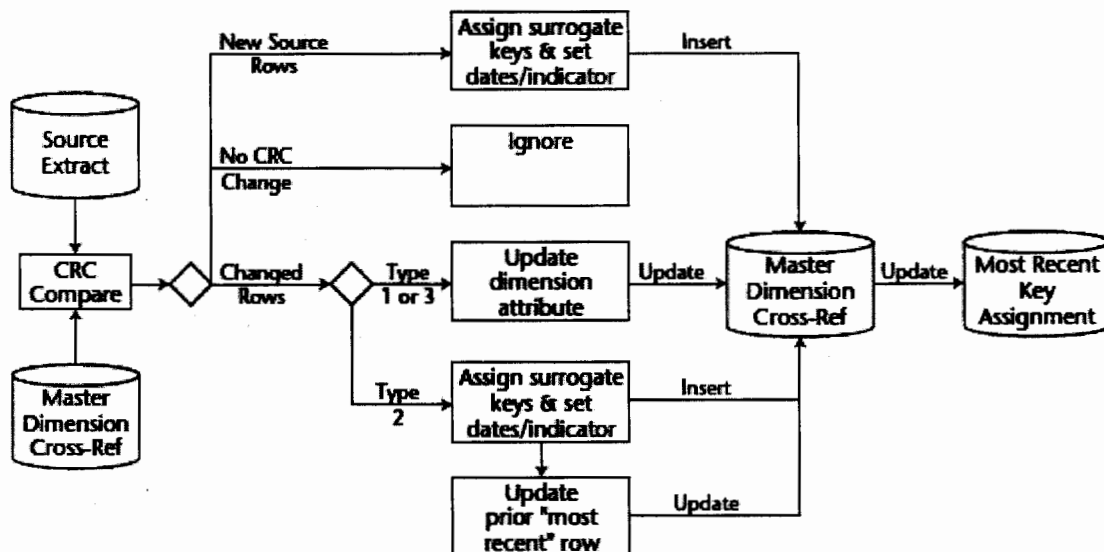 New Source
Rows
Assign surrogate
keys & set
dates/indicator
Insert
Source
Extract
No CRC
Change
Ignore
CRC
Compare
Changed
Rows
Type
1 or 3
Update
dimension
attribute
Update
Master
Dimension
Cross-Ref
Update
Most Recent
Key
Assignment
Master
Dimension
Cross-Ref
Type
2
Assign surrogate
keys & set
dates/indicator
Insert
Update
prior "most
recent" row
Update